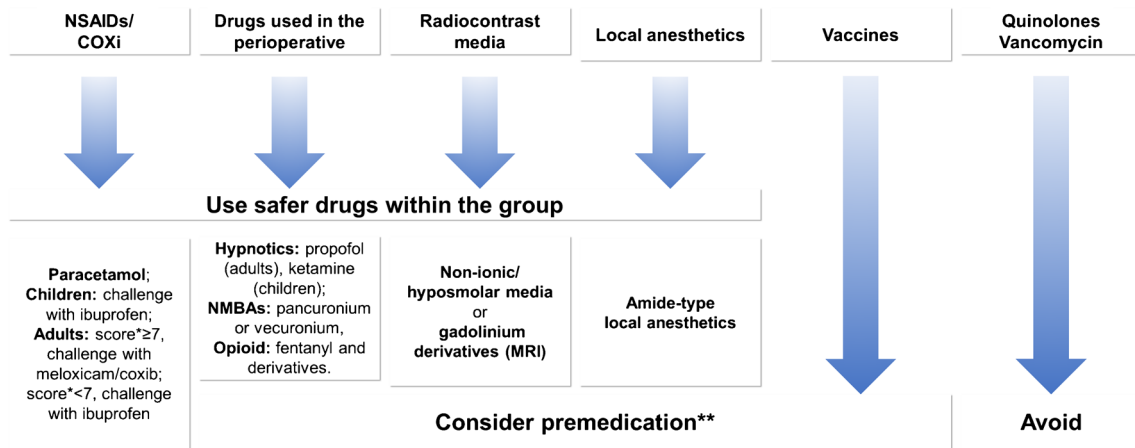 NSAIDs/
COXi
Drugs used in the
perioperative
Radiocontrast
media
Local anesthetics
Vaccines
Quinolones
Vancomycin
Use safer drugs within the group
Paracetamol;
Children: challenge
with ibuprofen;
Adults: score*≥7,
challenge with
meloxicam/coxib;
score*<7, challenge
with ibuprofen
Hypnotics: propofol
(adults), ketamine
(children);
NMBAs: pancuronium
or vecuronium,
Opioid: fentanyl and
derivatives.
Non-ionic/
hyposmolar media
or
gadolinium
derivatives (MRI)
Amide-type
local anesthetics
Consider premedication**
Avoid